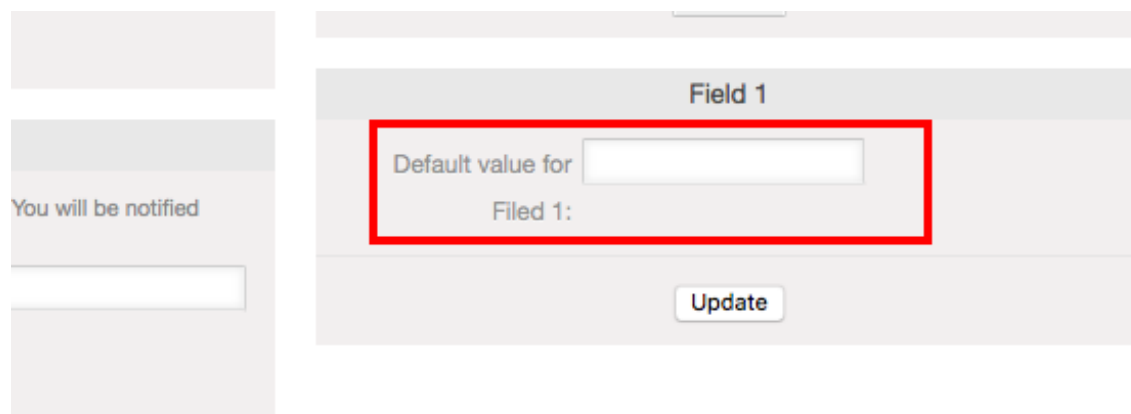 Field 1
Default value for
Filed 1:
You will be notified
Update